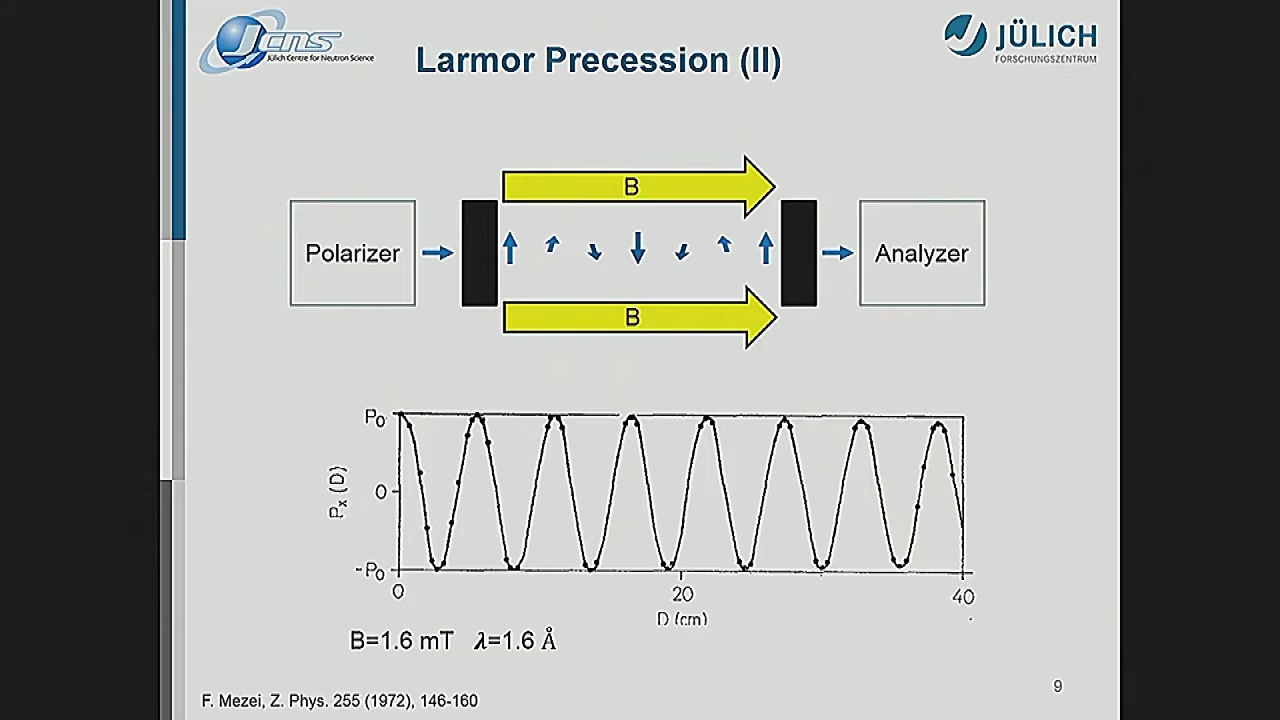 Jcns
Jülich Centre for Neutron Science
Larmor Precession (II)
JÜLICH
FORSCHUNGSZENTRUM
B
Polarizer
Analyzer
B
P₀
Pₓ (D)
0
-P₀
0
20
40
D (cm)
B=1.6 mT λ=1.6 Å
9
F. Mezei, Z. Phys. 255 (1972), 146-160